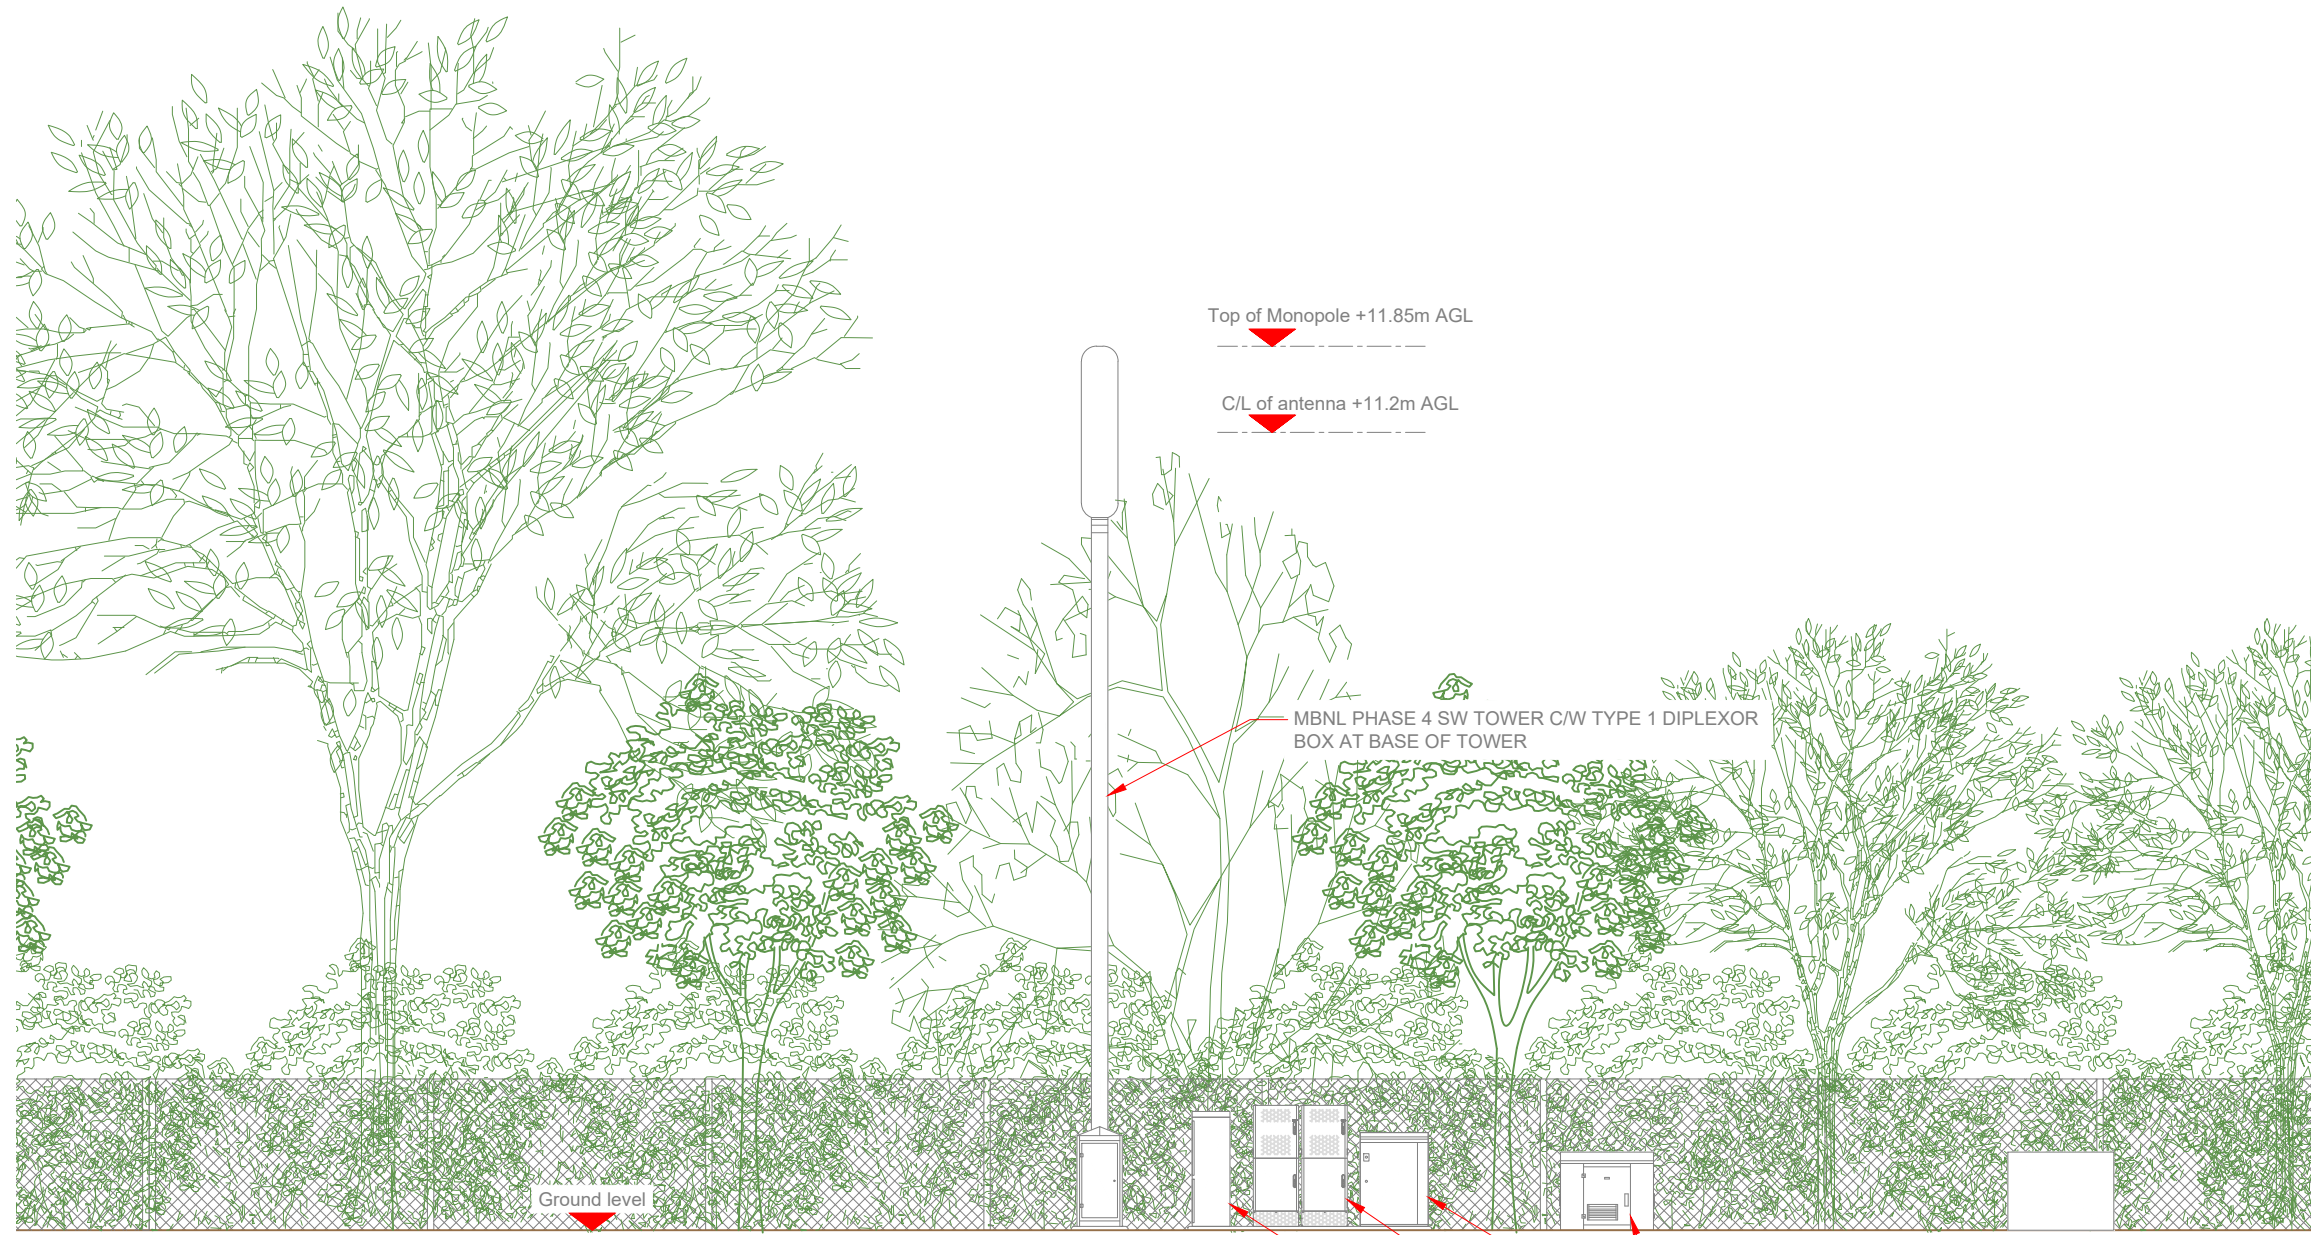 Top of Monopole +11.85m AGL
C/L of antenna +11.2m AGL
MBNL PHASE 4 SW TOWER C/W TYPE 1 DIPLEXOR
BOX AT BASE OF TOWER
Ground level